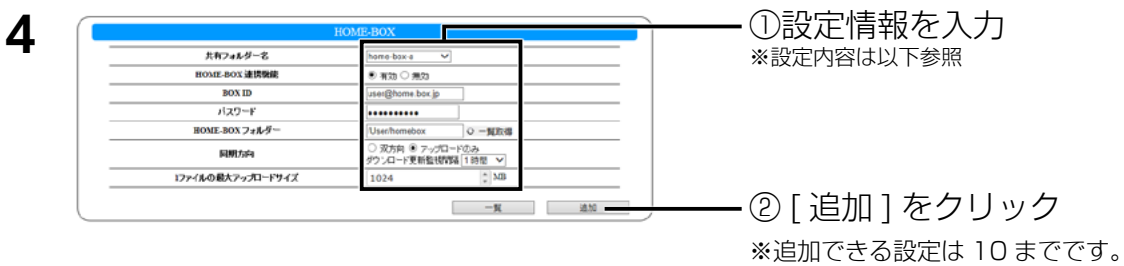 4
HOME-BOX
共有フォルダー名 home-box-a
HOME-BOX 連携機能 有効 無効
BOX ID user@home.box.jp
パスワード ••••••••••
HOME-BOX フォルダー /User/homebox 一覧取得
同期方向 双方向 アップロードのみ
ダウンロード更新監視間隔 1時間
1ファイルの最大アップロードサイズ 1024 MB
一覧 追加
①設定情報を入力
※設定内容は以下参照
② [ 追加 ] をクリック
※追加できる設定は 10 までです。